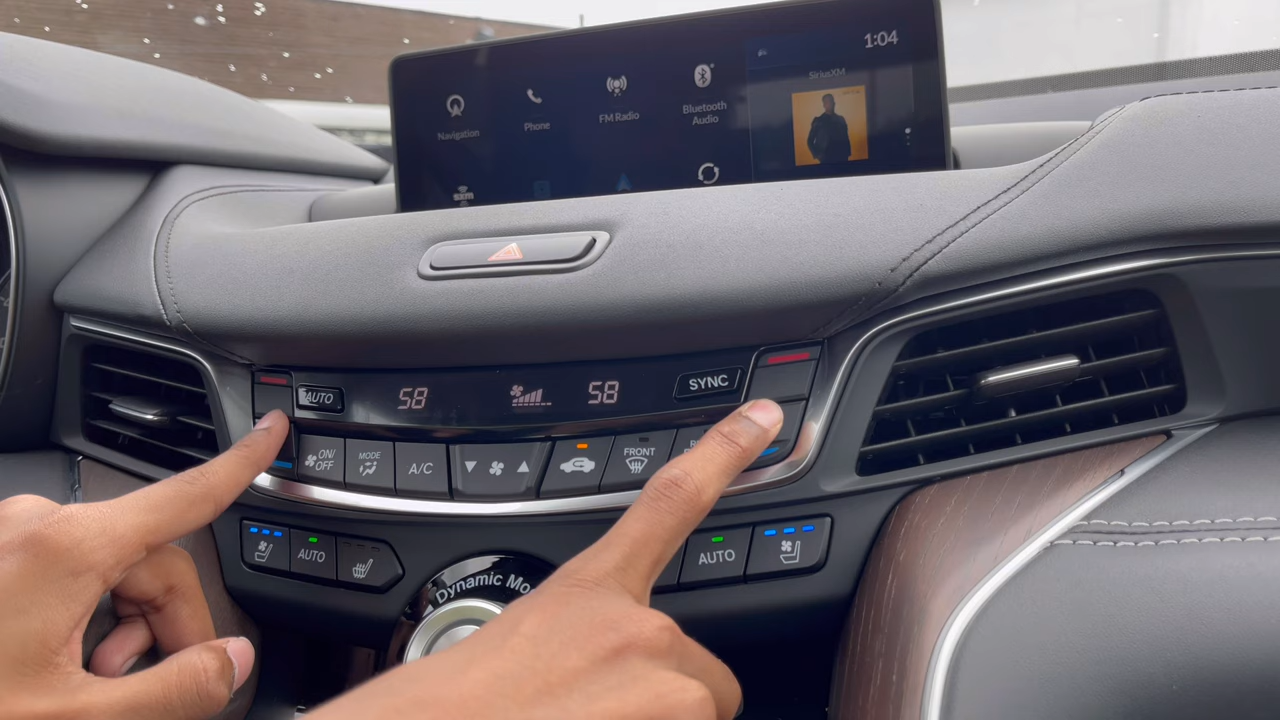 1:04
SiriusXM
Navigation
Phone
FM Radio
Bluetooth
Audio
sxm
AUTO
58
58
SYNC
ON/
OFF
MODE
A/C
FRONT
AUTO
AUTO
Dynamic Mo